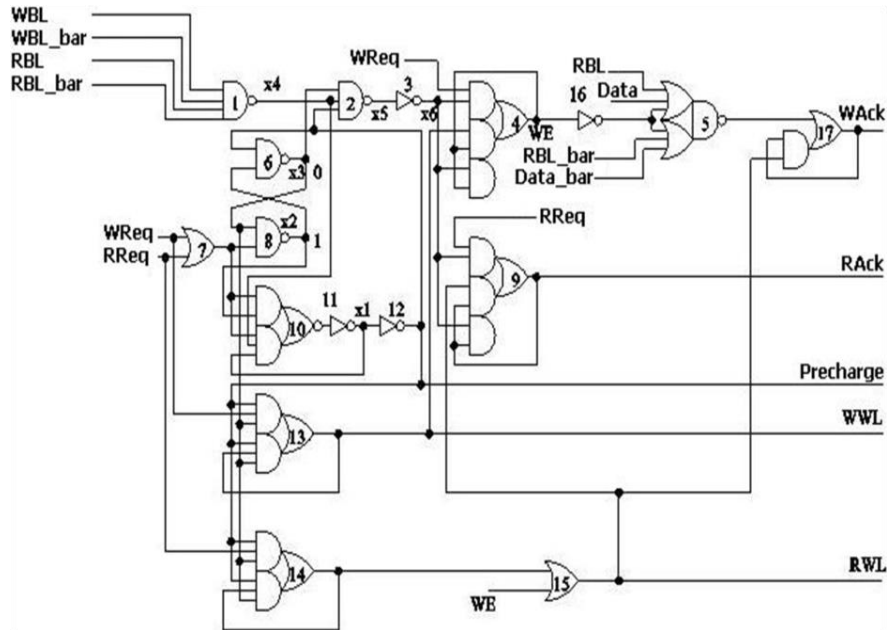 WBL
WBL_bar
RBL
RBL_bar
1
x4
2
x5
3
x6
WReq
4
WE
16
RBL
Data
RBL_bar
Data_bar
5
17
WAck
6
x3 0
x2
8
1
WReq
RReq
7
RReq
9
RAck
10
11
x1
12
Precharge
13
WWL
14
WE
15
RWL